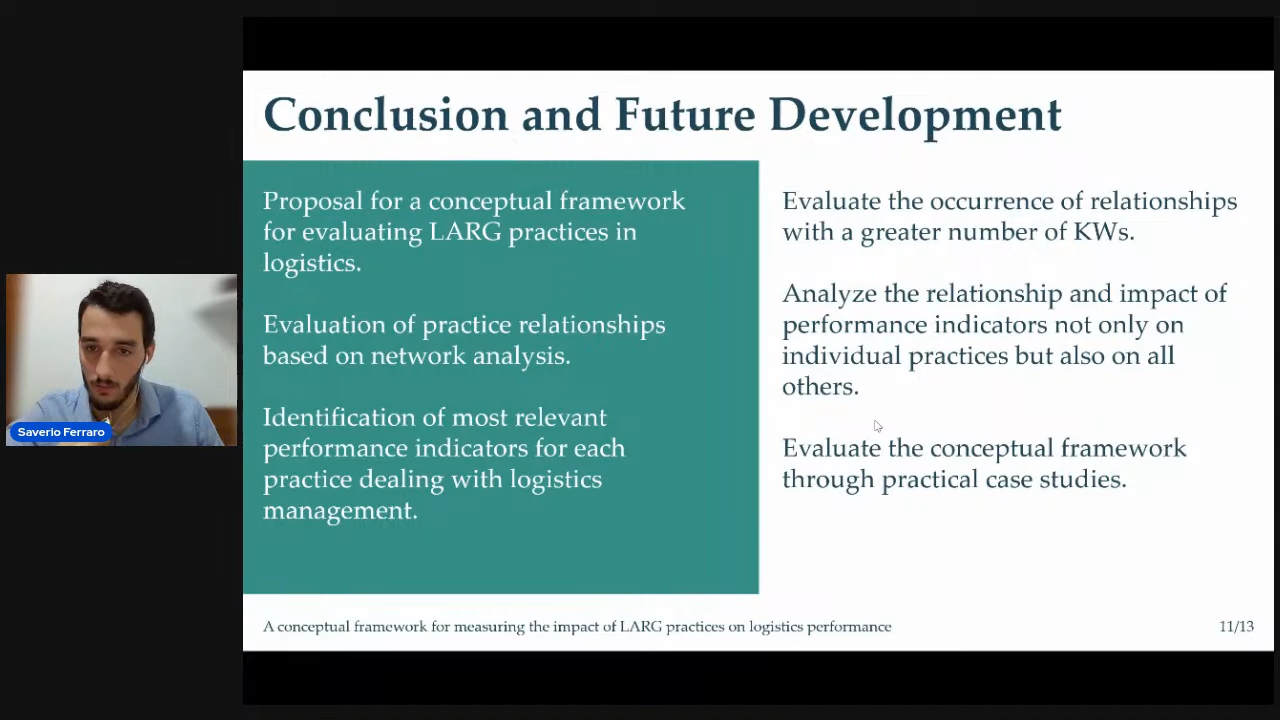 Conclusion and Future Development
Proposal for a conceptual framework
for evaluating LARG practices in
logistics.
Evaluation of practice relationships
based on network analysis.
Identification of most relevant
performance indicators for each
practice dealing with logistics
management.
Evaluate the occurrence of relationships
with a greater number of KWs.
Analyze the relationship and impact of
performance indicators not only on
individual practices but also on all
others.
Evaluate the conceptual framework
through practical case studies.
Saverio Ferraro
A conceptual framework for measuring the impact of LARG practices on logistics performance
11/13